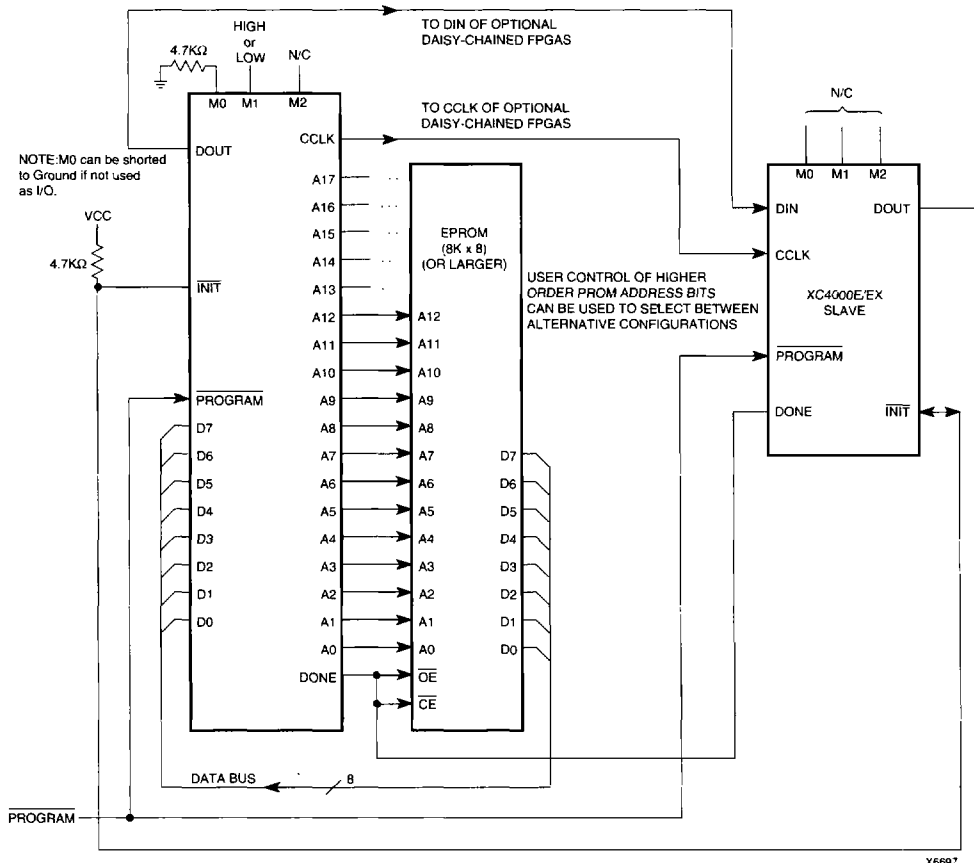 TO DIN OF OPTIONAL
DAISY-CHAINED FPGAS
HIGH
or
LOW
4.7KΩ
N/C
M0 M1 M2
TO CCLK OF OPTIONAL
DAISY-CHAINED FPGAS
N/C
M0 M1 M2
DOUT
CCLK
NOTE:M0 can be shorted
to Ground if not used
as I/O.
VCC
4.7KΩ
INIT
PROGRAM
D7
D6
D5
D4
D3
D2
D1
D0
A17 ...
A16 ...
A15 ...
A14 ...
A13 ...
A12
A11
A10
A9
A8
A7
A6
A5
A4
A3
A2
A1
A0
DONE
EPROM
(8K x 8)
(OR LARGER)
A12
A11
A10
A9
A8
A7
A6
A5
A4
A3
A2
A1
A0
OE
CE
D7
D6
D5
D4
D3
D2
D1
D0
USER CONTROL OF HIGHER
ORDER PROM ADDRESS BITS
CAN BE USED TO SELECT BETWEEN
ALTERNATIVE CONFIGURATIONS
DIN DOUT
CCLK
XC4000E/EX
SLAVE
PROGRAM
DONE INIT
DATA BUS 8
PROGRAM
X6697